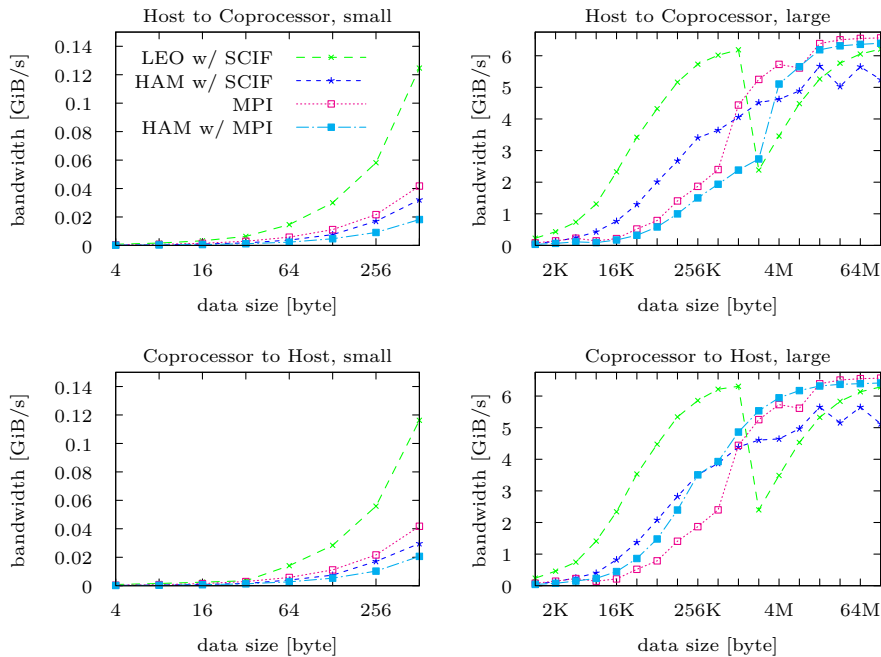 Host to Coprocessor, small
0.14
0.12
0.1
0.08
0.06
0.04
0.02
0
bandwidth [GiB/s]
LEO w/ SCIF
HAM w/ SCIF
MPI
HAM w/ MPI
4 16 64 256
data size [byte]
Host to Coprocessor, large
6
5
4
3
2
1
0
bandwidth [GiB/s]
2K 16K 256K 4M 64M
data size [byte]
Coprocessor to Host, small
0.14
0.12
0.1
0.08
0.06
0.04
0.02
0
bandwidth [GiB/s]
4 16 64 256
data size [byte]
Coprocessor to Host, large
6
5
4
3
2
1
0
bandwidth [GiB/s]
2K 16K 256K 4M 64M
data size [byte]